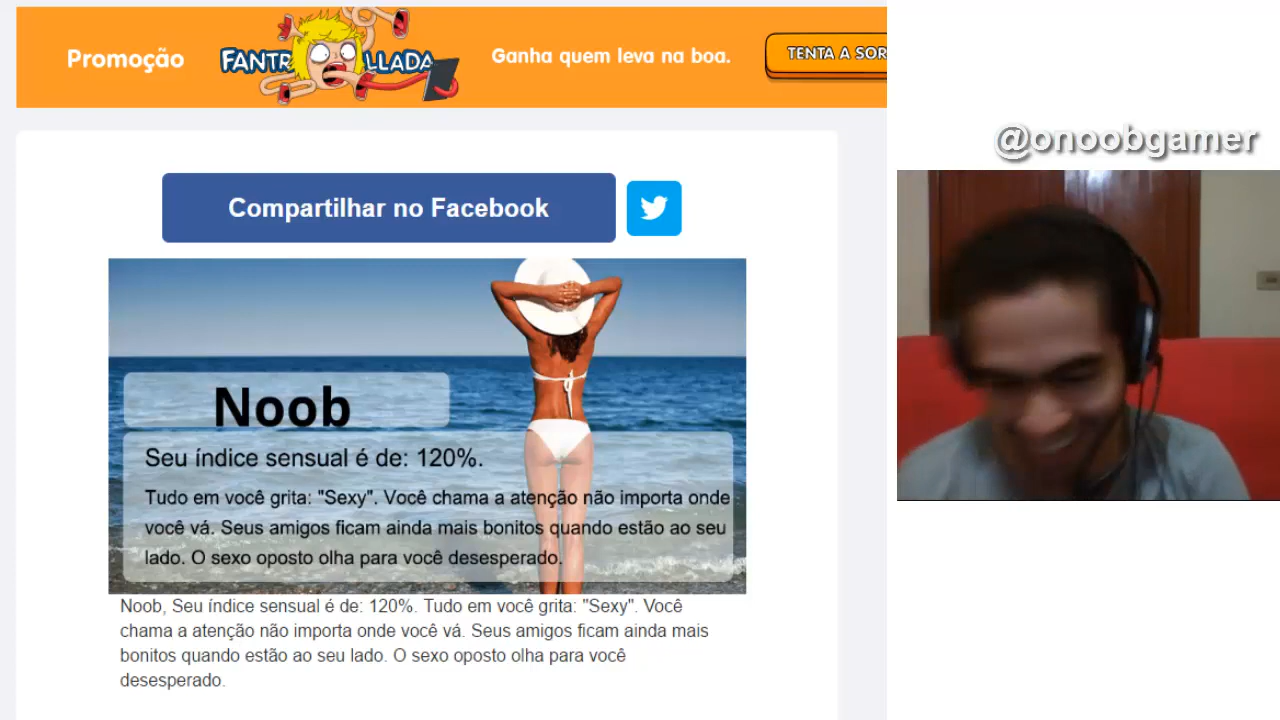 Promoção
FANTR LLADA
Ganha quem leva na boa.
TENTA A SOR
@onoobgamer
Compartilhar no Facebook
Noob
Seu índice sensual é de: 120%.
Tudo em você grita: "Sexy". Você chama a atenção não importa onde
você vá. Seus amigos ficam ainda mais bonitos quando estão ao seu
lado. O sexo oposto olha para você desesperado.
Noob, Seu índice sensual é de: 120%. Tudo em você grita: "Sexy". Você
chama a atenção não importa onde você vá. Seus amigos ficam ainda mais
bonitos quando estão ao seu lado. O sexo oposto olha para você
desesperado.